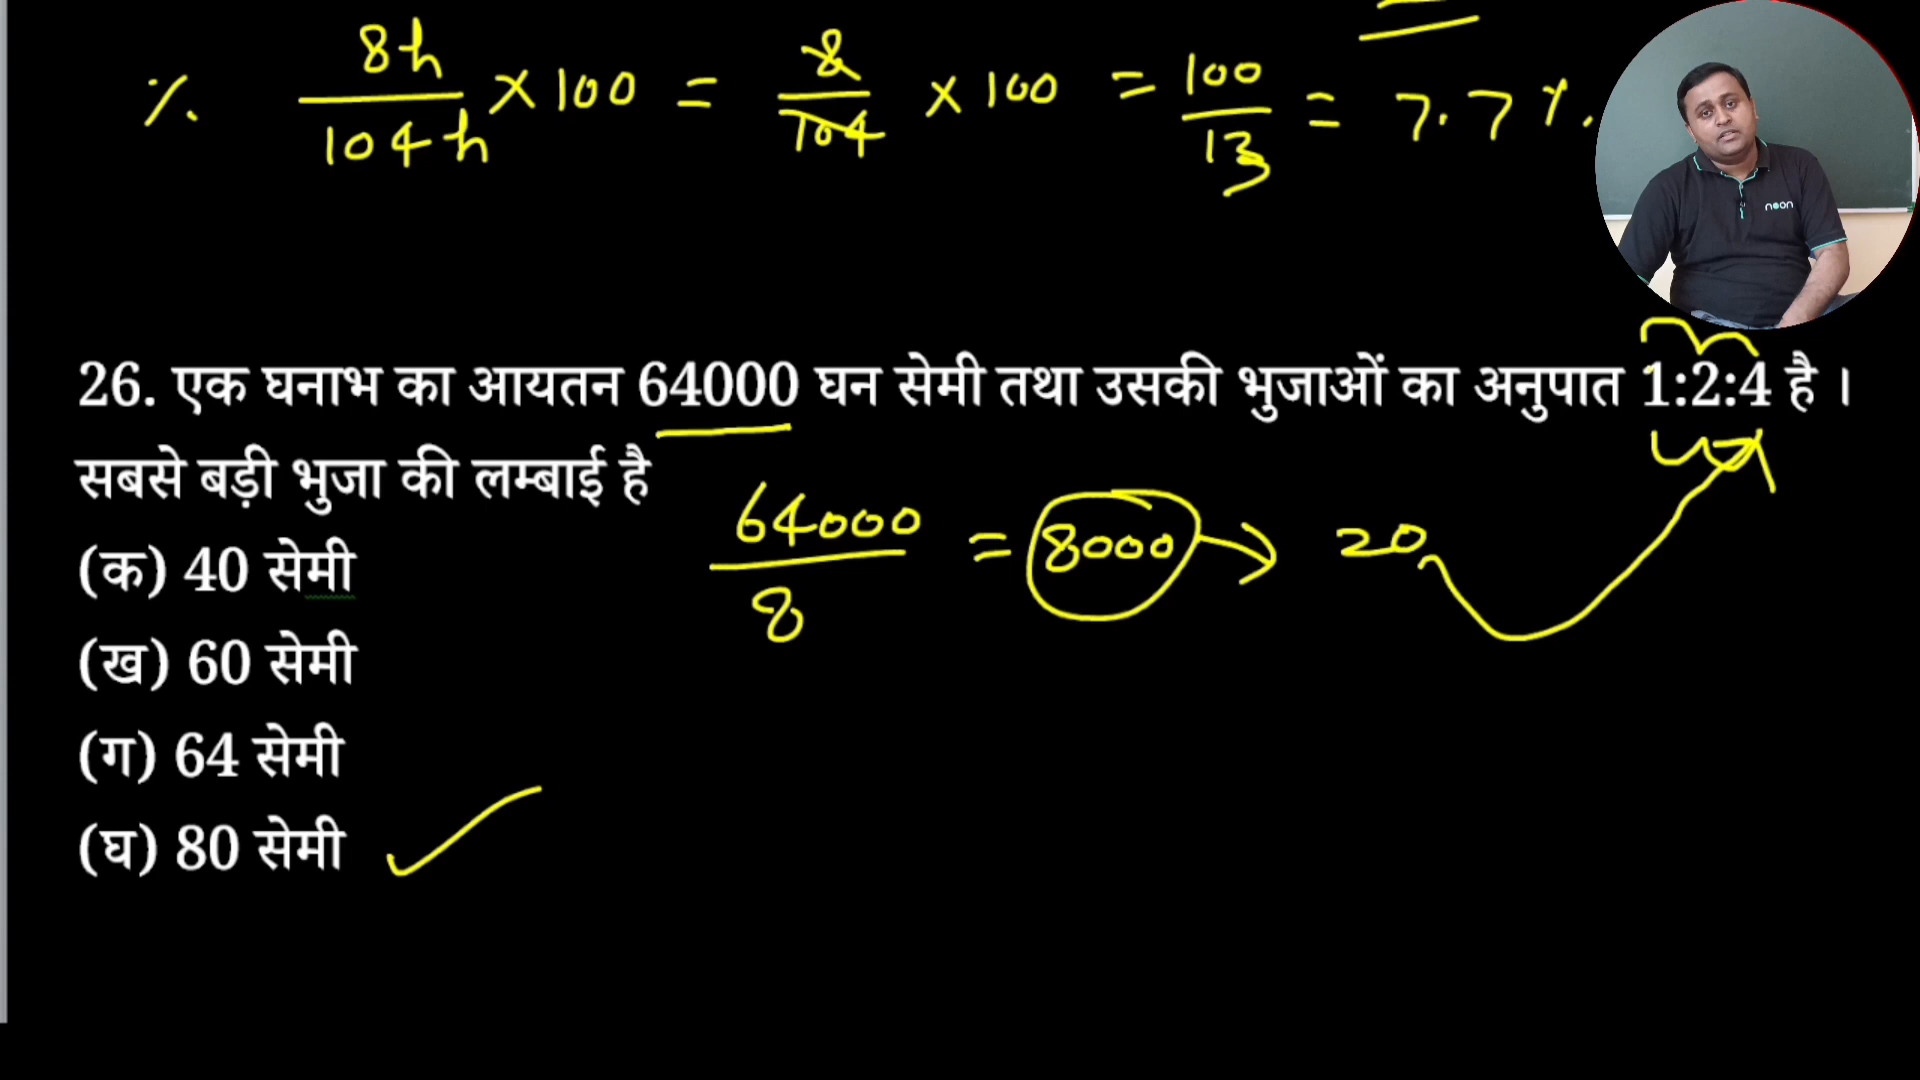 % 8h/104h × 100 = 8/104 × 100 = 100/13 = 7.7%.
noon
26. एक घनाभ का आयतन 64000 घन सेमी तथा उसकी भुजाओं का अनुपात 1:2:4 है ।
सबसे बड़ी भुजा की लम्बाई है
64000/8 = 8000 → 20
(क) 40 सेमी
(ख) 60 सेमी
(ग) 64 सेमी
(घ) 80 सेमी ✓